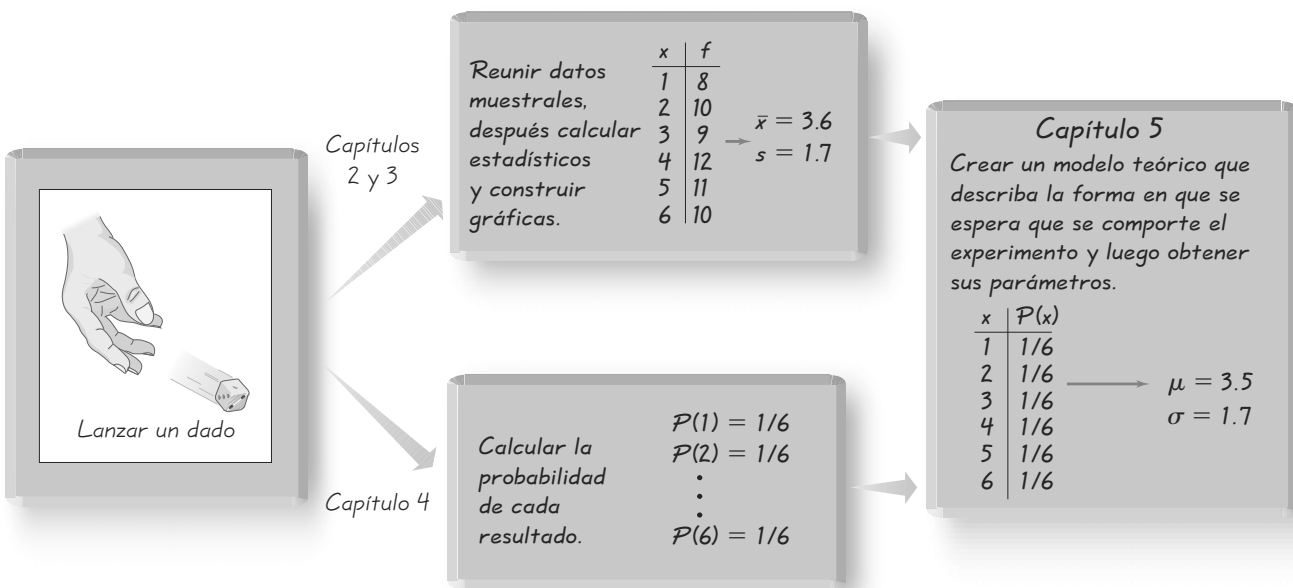 Lanzar un dado
Capítulos
2 y 3
Reunir datos
muestrales,
después calcular
estadísticos
y construir
gráficas.
x f
1 8
2 10
3 9
4 12
5 11
6 10
x̄ = 3.6
s = 1.7
Capítulo 4
Calcular la
probabilidad
de cada
resultado.
P(1) = 1/6
P(2) = 1/6
•
•
•
P(6) = 1/6
Capítulo 5
Crear un modelo teórico que
describa la forma en que se
espera que se comporte el
experimento y luego obtener
sus parámetros.
x P(x)
1 1/6
2 1/6
3 1/6
4 1/6
5 1/6
6 1/6
μ = 3.5
σ = 1.7